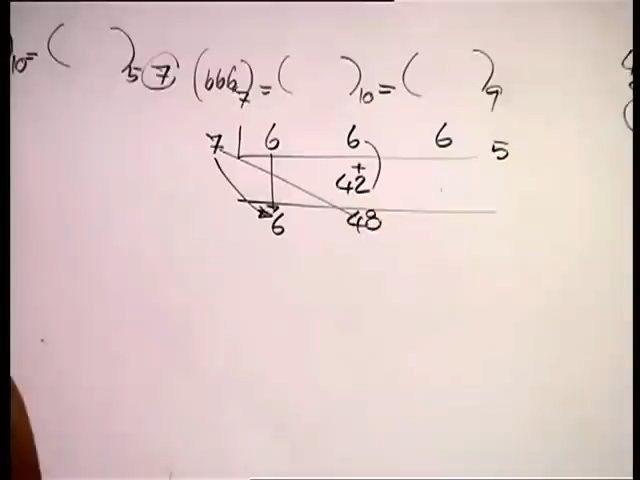 )10= ( )5 7 (666)7 = ( )10 = ( )9
7 | 6 6 6 5
+
42
6 48